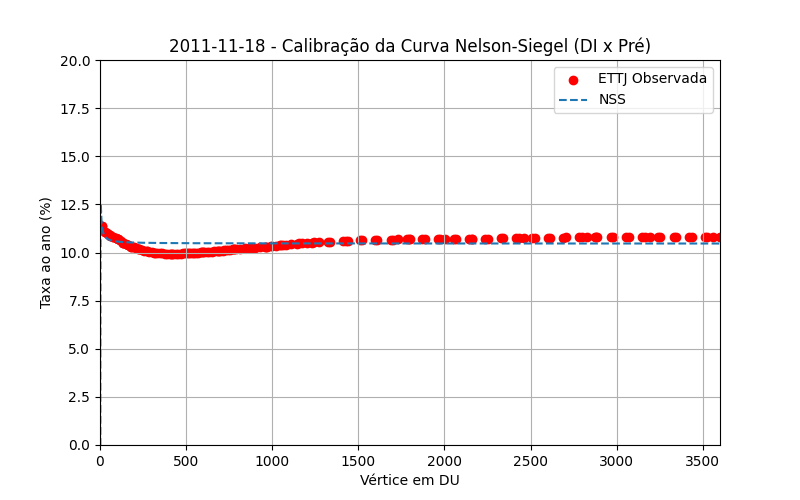 2011-11-18 - Calibração da Curva Nelson-Siegel (DI x Pré)
ETTJ Observada
NSS
Taxa ao ano (%)
20.0
17.5
15.0
12.5
10.0
7.5
5.0
2.5
0.0
0 500 1000 1500 2000 2500 3000 3500
Vértice em DU